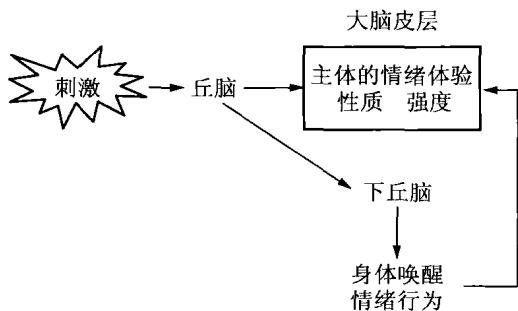 大脑皮层
刺激
丘脑
主体的情绪体验
性质 强度
下丘脑
身体唤醒
情绪行为